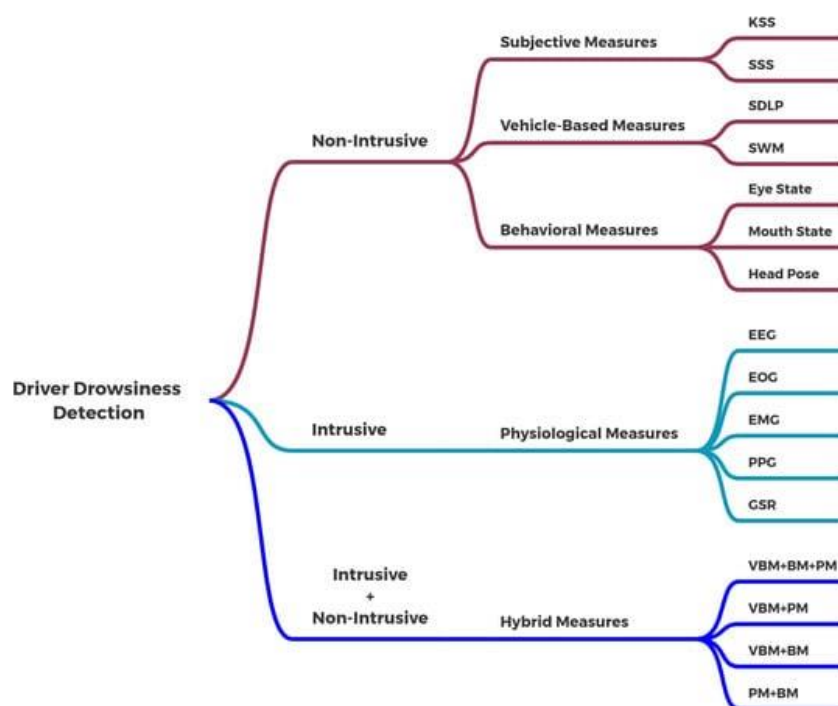 Driver Drowsiness
Detection
Non-Intrusive
Subjective Measures
KSS
SSS
Vehicle-Based Measures
SDLP
SWM
Behavioral Measures
Eye State
Mouth State
Head Pose
Intrusive
Physiological Measures
EEG
EOG
EMG
PPG
GSR
Intrusive
+
Non-Intrusive
Hybrid Measures
VBM+BM+PM
VBM+PM
VBM+BM
PM+BM